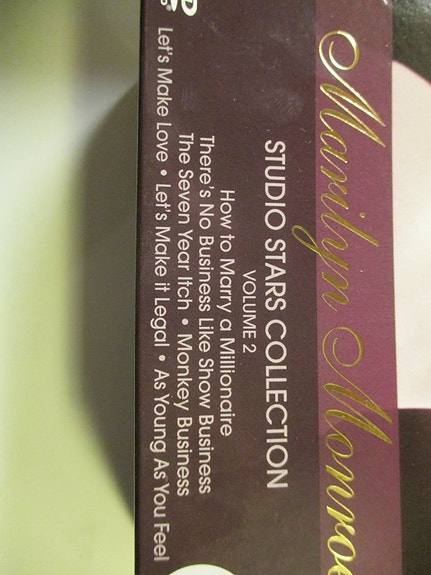 Marilyn Monroe
STUDIO STARS COLLECTION
VOLUME 2
How to Marry a Millionaire
There's No Business Like Show Business
The Seven Year Itch • Monkey Business
Let's Make Love • Let's Make it Legal • As Young As You Feel